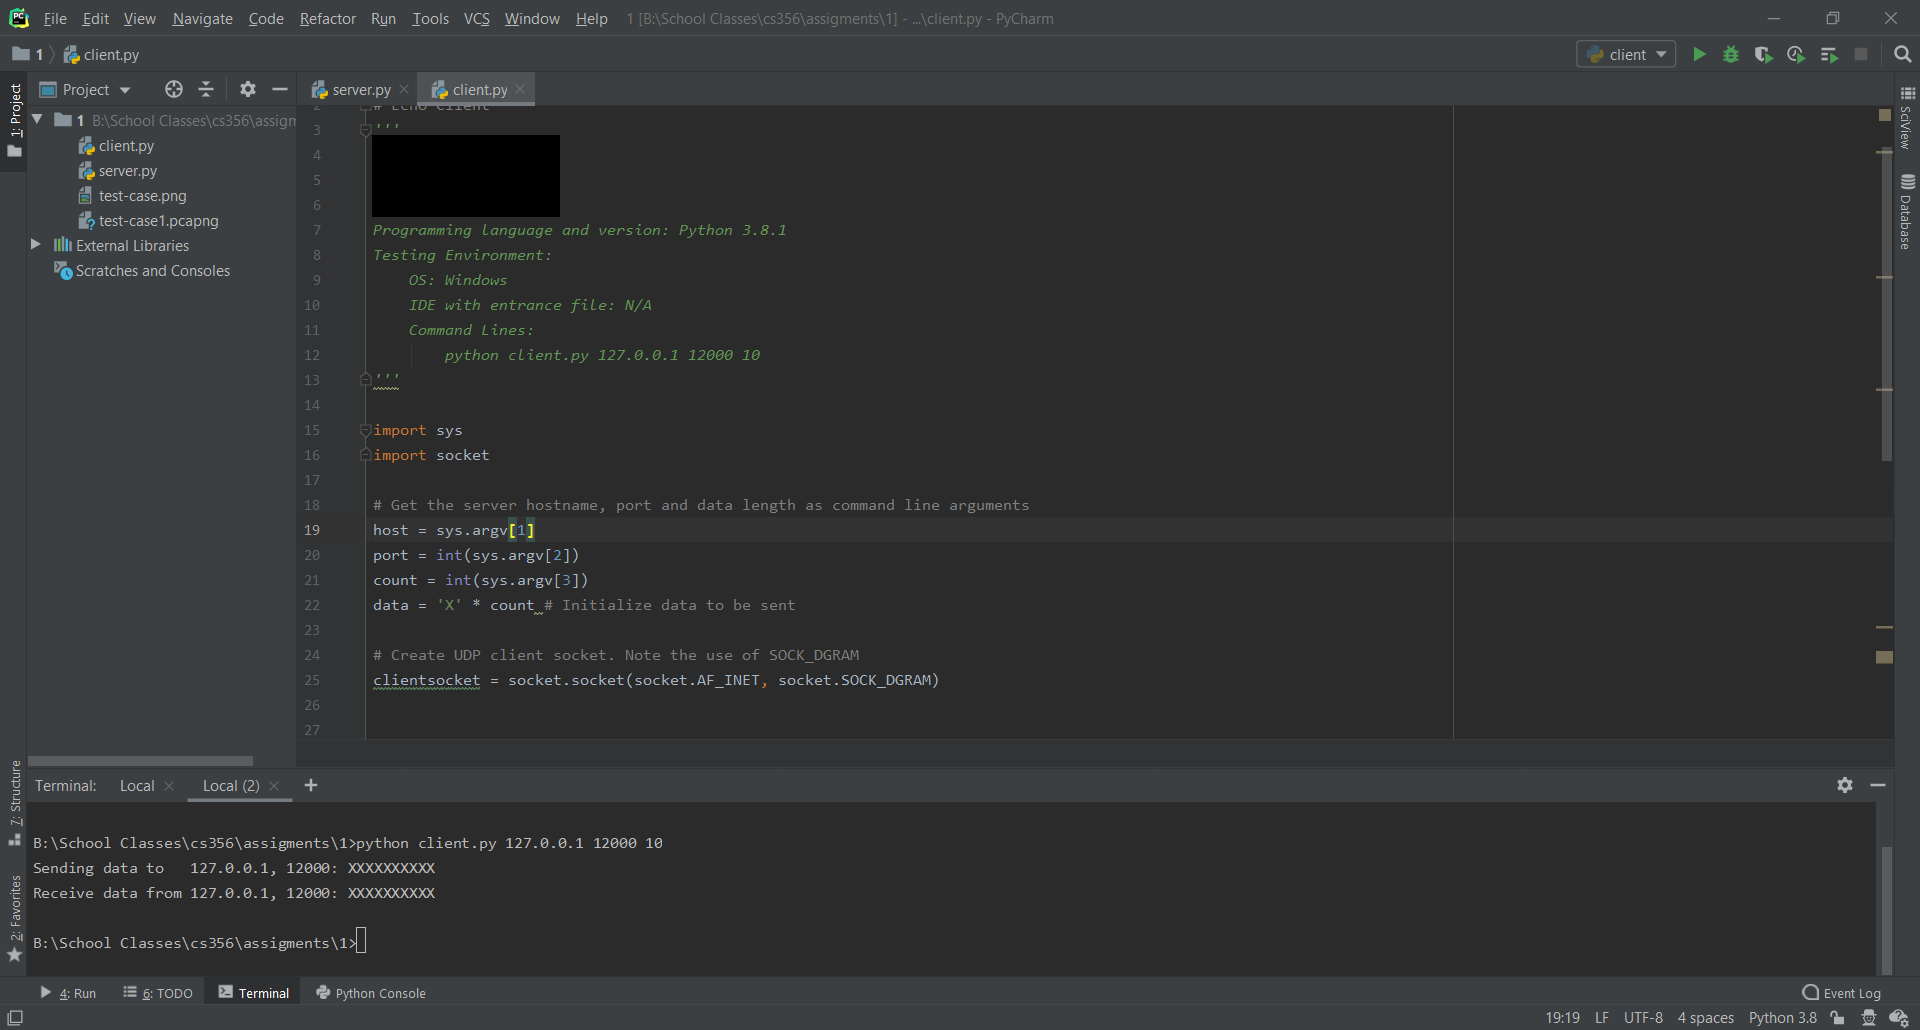 File Edit View Navigate Code Refactor Run Tools VCS Window Help 1 [B:\School Classes\cs356\assigments\1] - ...\client.py - PyCharm
1 client.py
client
1: Project
Project
server.py
client.py
1 B:\School Classes\cs356\assigm
client.py
server.py
test-case.png
test-case1.pcapng
External Libraries
Scratches and Consoles
2 # Echo Client
3 '''
4
5
6
7 Programming language and version: Python 3.8.1
8 Testing Environment:
9 OS: Windows
10 IDE with entrance file: N/A
11 Command Lines:
12 python client.py 127.0.0.1 12000 10
13 '''
14
15 import sys
16 import socket
17
18 # Get the server hostname, port and data length as command line arguments
19 host = sys.argv[1]
20 port = int(sys.argv[2])
21 count = int(sys.argv[3])
22 data = 'X' * count # Initialize data to be sent
23
24 # Create UDP client socket. Note the use of SOCK_DGRAM
25 clientsocket = socket.socket(socket.AF_INET, socket.SOCK_DGRAM)
26
27
SciView
Database
7: Structure
2: Favorites
Terminal: Local Local (2)
B:\School Classes\cs356\assigments\1>python client.py 127.0.0.1 12000 10
Sending data to   127.0.0.1, 12000: XXXXXXXXXX
Receive data from 127.0.0.1, 12000: XXXXXXXXXX
B:\School Classes\cs356\assigments\1>
4: Run 6: TODO Terminal Python Console Event Log
19:19 LF UTF-8 4 spaces Python 3.8